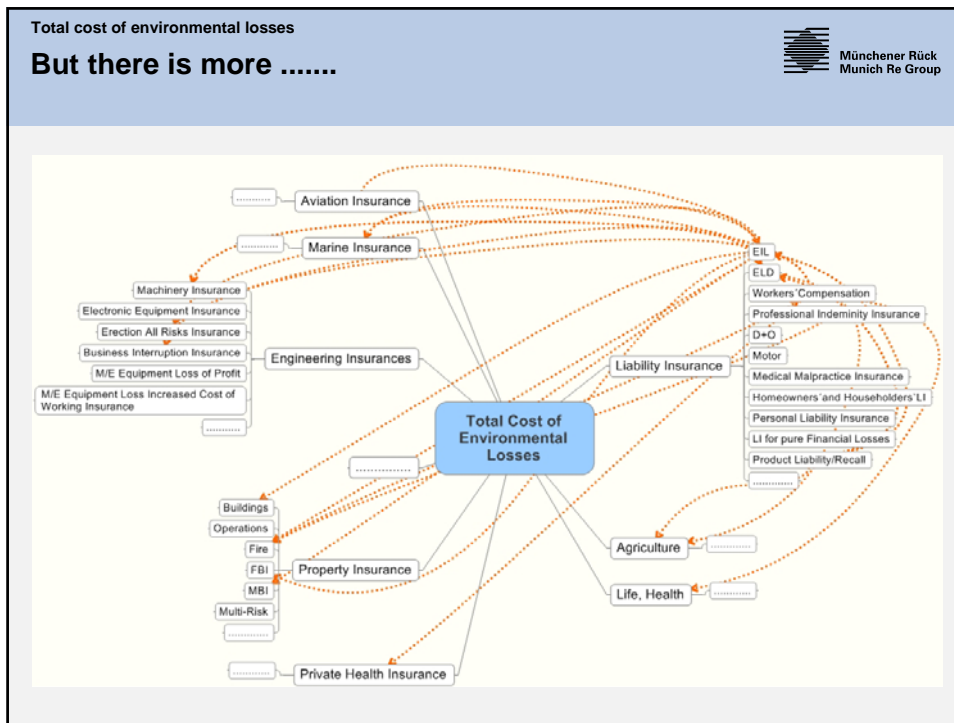 Total cost of environmental losses
But there is more .......
Münchener Rück
Munich Re Group
............
Aviation Insurance
............
Marine Insurance
Machinery Insurance
Electronic Equipment Insurance
Erection All Risks Insurance
Business Interruption Insurance
M/E Equipment Loss of Profit
M/E Equipment Loss Increased Cost of
Working Insurance
............
Engineering Insurances
EIL
ELD
Workers´Compensation
Professional Indeminity Insurance
D+O
Motor
Medical Malpractice Insurance
Homeowners´and Householders´LI
Personal Liability Insurance
LI for pure Financial Losses
Product Liability/Recall
.............
Liability Insurance
Total Cost of
Environmental
Losses
...............
Buildings
Operations
Fire
FBI
MBI
Multi-Risk
.............
Property Insurance
Agriculture
.............
Life, Health
.............
.............
Private Health Insurance